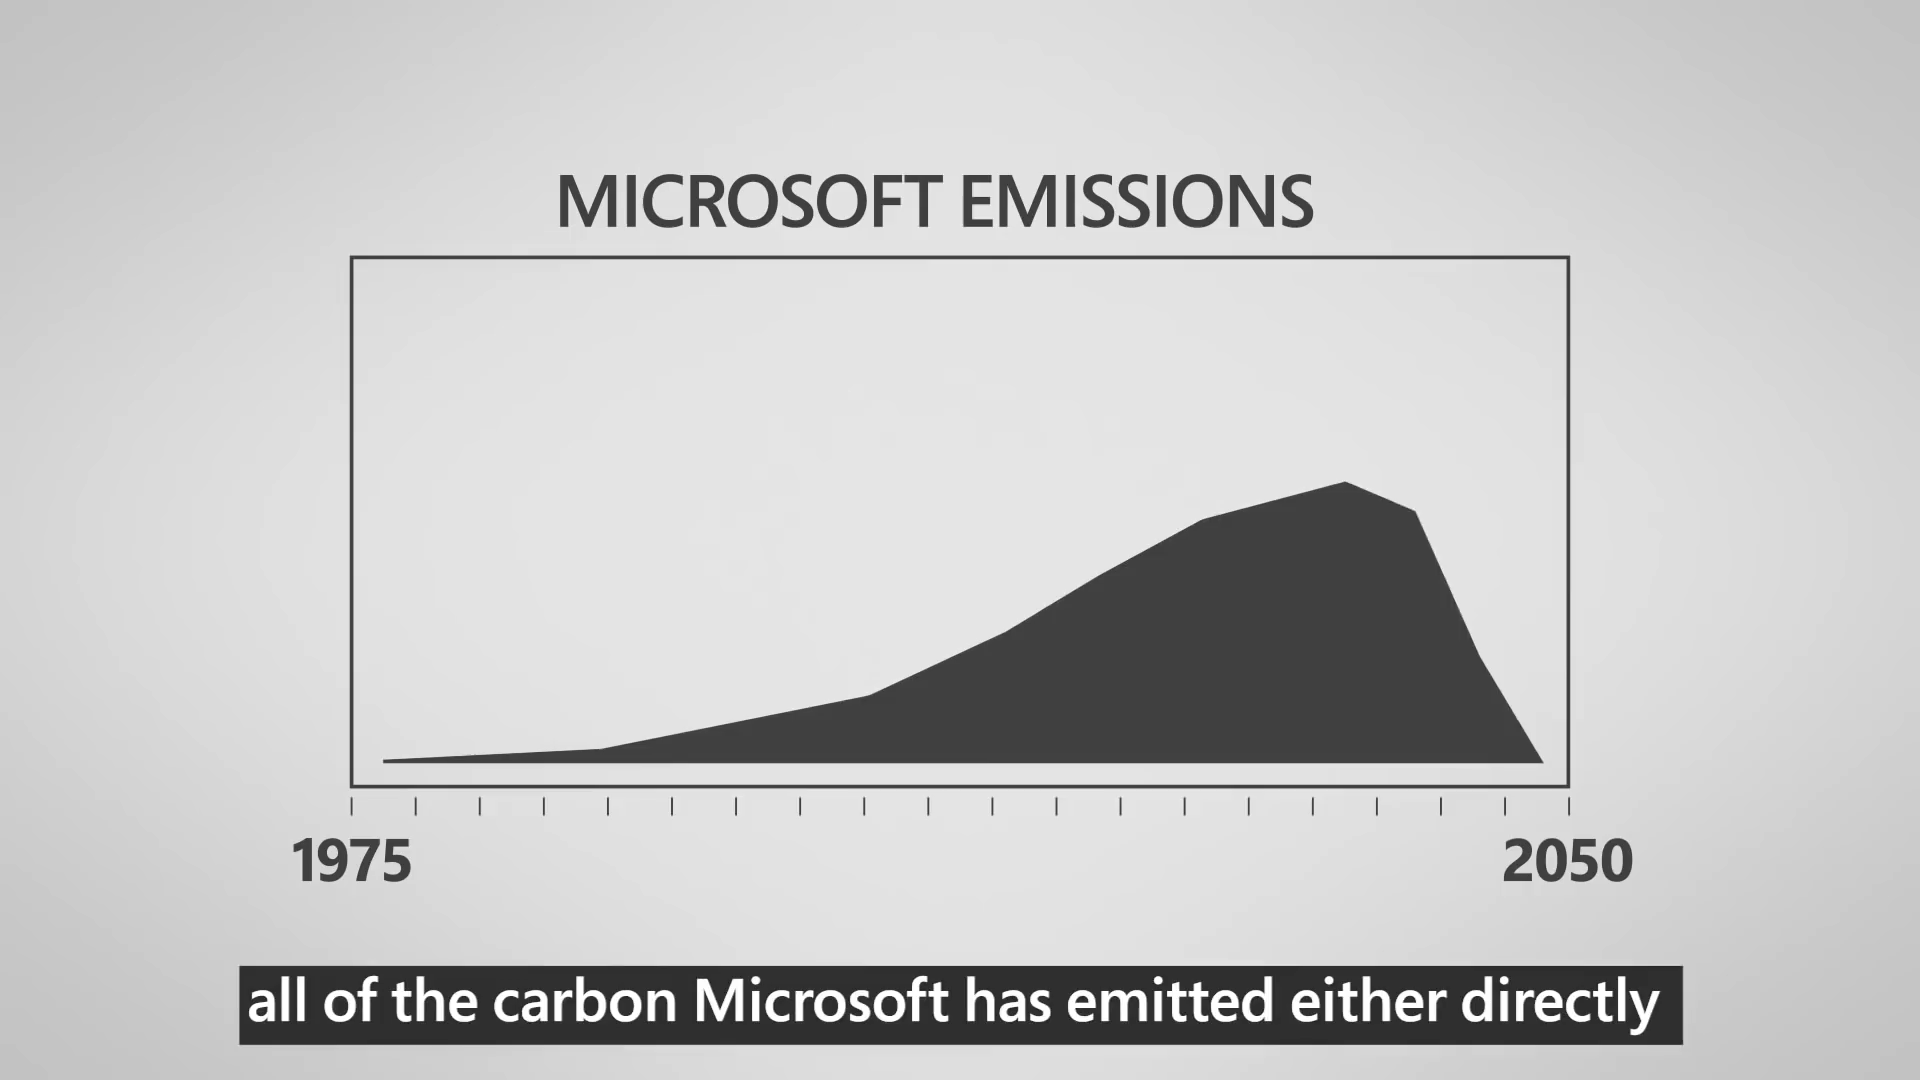 MICROSOFT EMISSIONS
1975 2050
all of the carbon Microsoft has emitted either directly